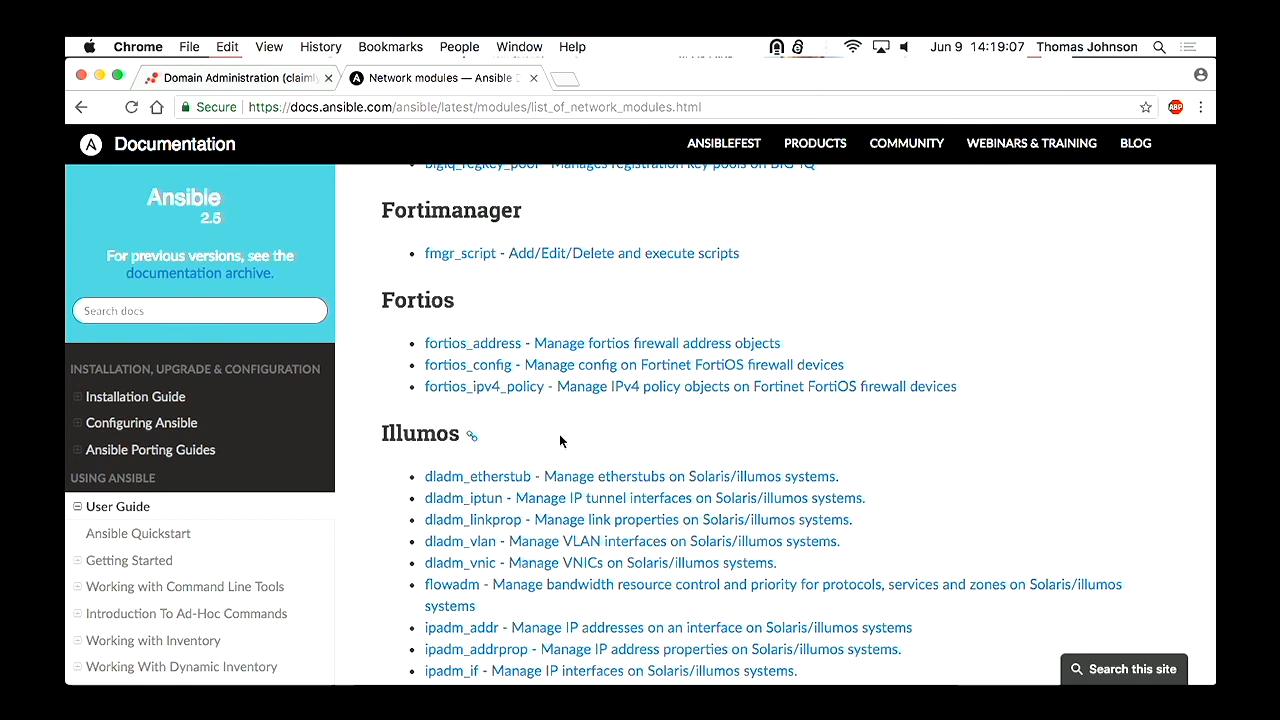 Chrome File Edit View History Bookmarks People Window Help Jun 9 14:19:07 Thomas Johnson
Domain Administration (claimly Network modules — Ansible D
Secure https://docs.ansible.com/ansible/latest/modules/list_of_network_modules.html ABP
A Documentation ANSIBLEFEST PRODUCTS COMMUNITY WEBINARS & TRAINING BLOG
Ansible
2.5
For previous versions, see the
documentation archive.
Search docs
INSTALLATION, UPGRADE & CONFIGURATION
Installation Guide
Configuring Ansible
Ansible Porting Guides
USING ANSIBLE
User Guide
Ansible Quickstart
Getting Started
Working with Command Line Tools
Introduction To Ad-Hoc Commands
Working with Inventory
Working With Dynamic Inventory
bigiq_regkey_pool - Manages registration key pools on BIG-IQ
Fortimanager
• fmgr_script - Add/Edit/Delete and execute scripts
Fortios
• fortios_address - Manage fortios firewall address objects
• fortios_config - Manage config on Fortinet FortiOS firewall devices
• fortios_ipv4_policy - Manage IPv4 policy objects on Fortinet FortiOS firewall devices
Illumos
• dladm_etherstub - Manage etherstubs on Solaris/illumos systems.
• dladm_iptun - Manage IP tunnel interfaces on Solaris/illumos systems.
• dladm_linkprop - Manage link properties on Solaris/illumos systems.
• dladm_vlan - Manage VLAN interfaces on Solaris/illumos systems.
• dladm_vnic - Manage VNICs on Solaris/illumos systems.
• flowadm - Manage bandwidth resource control and priority for protocols, services and zones on Solaris/illumos
systems
• ipadm_addr - Manage IP addresses on an interface on Solaris/illumos systems
• ipadm_addrprop - Manage IP address properties on Solaris/illumos systems.
• ipadm_if - Manage IP interfaces on Solaris/illumos systems.
Search this site